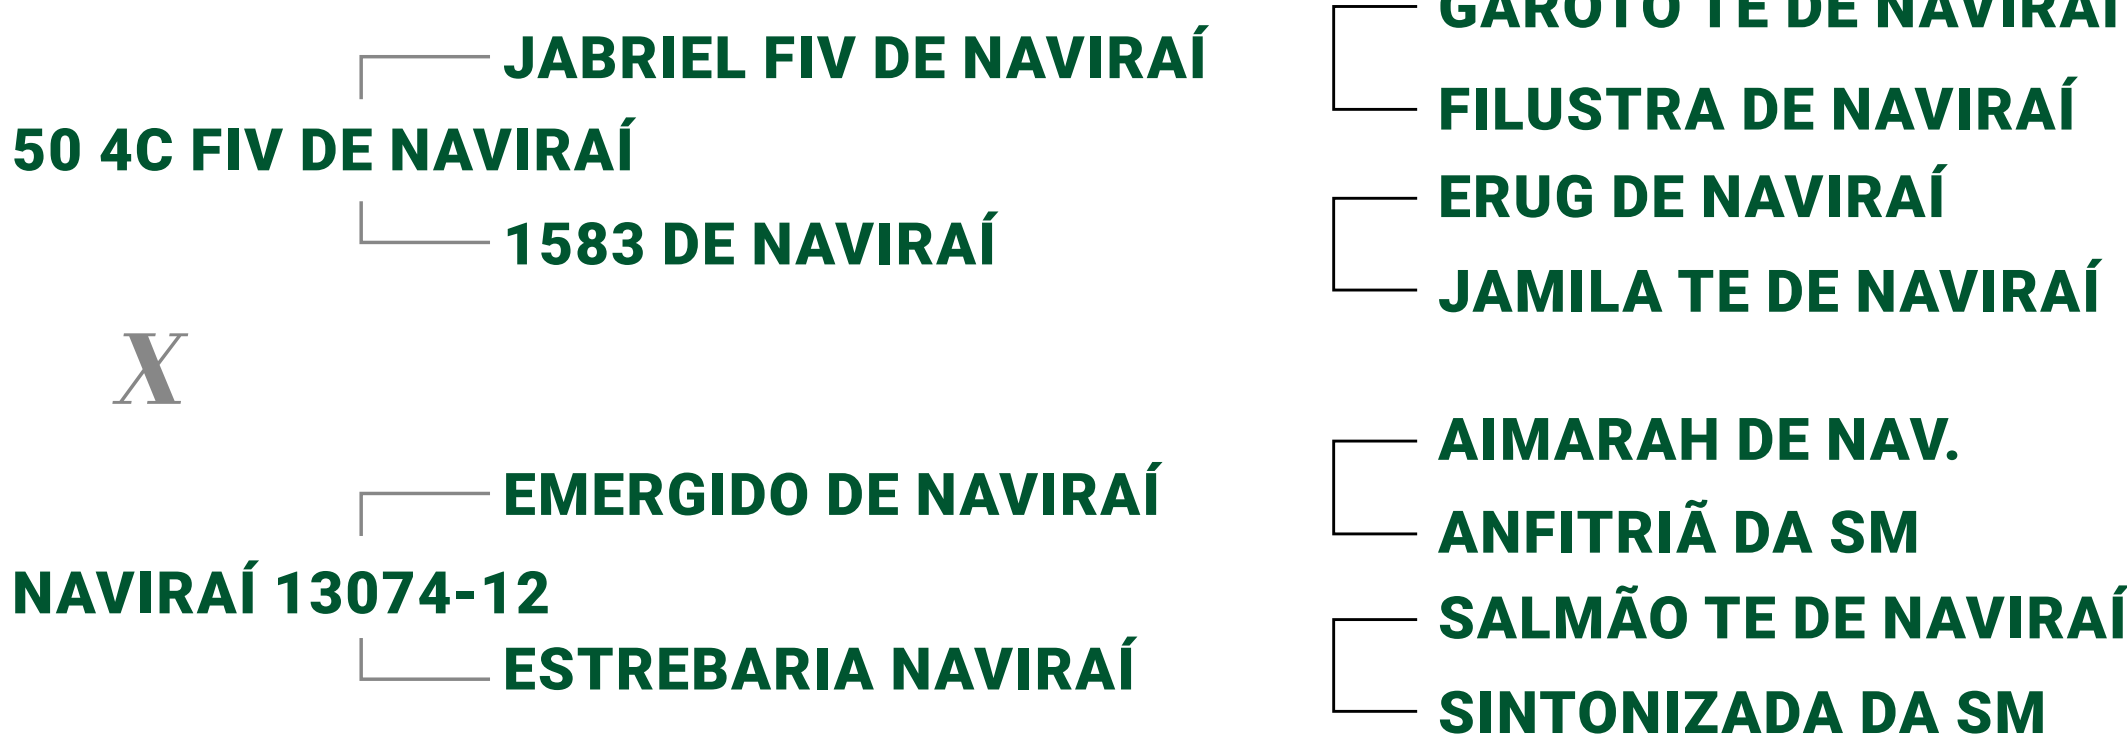 GAROTO TE DE NAVIRAÍ
JABRIEL FIV DE NAVIRAÍ
FILUSTRA DE NAVIRAÍ
50 4C FIV DE NAVIRAÍ
ERUG DE NAVIRAÍ
1583 DE NAVIRAÍ
JAMILA TE DE NAVIRAÍ
X
AIMARAH DE NAV.
EMERGIDO DE NAVIRAÍ
ANFITRIÃ DA SM
NAVIRAÍ 13074-12
SALMÃO TE DE NAVIRAÍ
ESTREBARIA NAVIRAÍ
SINTONIZADA DA SM